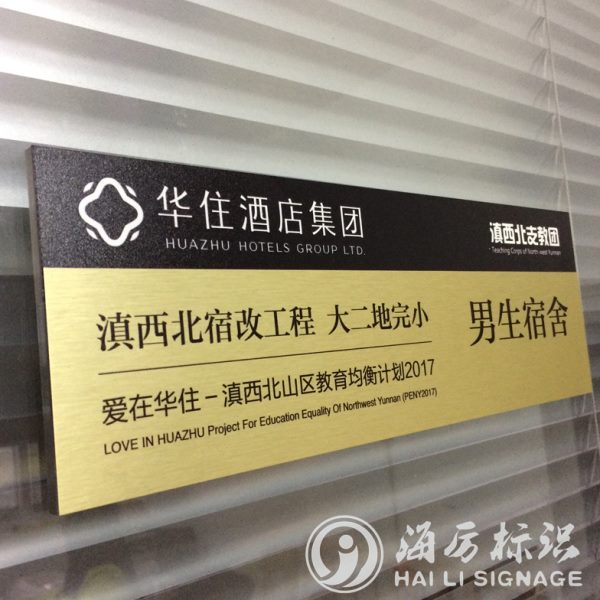 华住酒店集团
HUAZHU HOTELS GROUP LTD.
滇西北支教团
Teaching Corps of North west Yunnan
滇西北宿改工程 大二地完小
男生宿舍
爱在华住－滇西北山区教育均衡计划2017
LOVE IN HUAZHU Project For Education Equality Of Northwest Yunnan (PENY2017)
海厉标识
HAI LI SIGNAGE